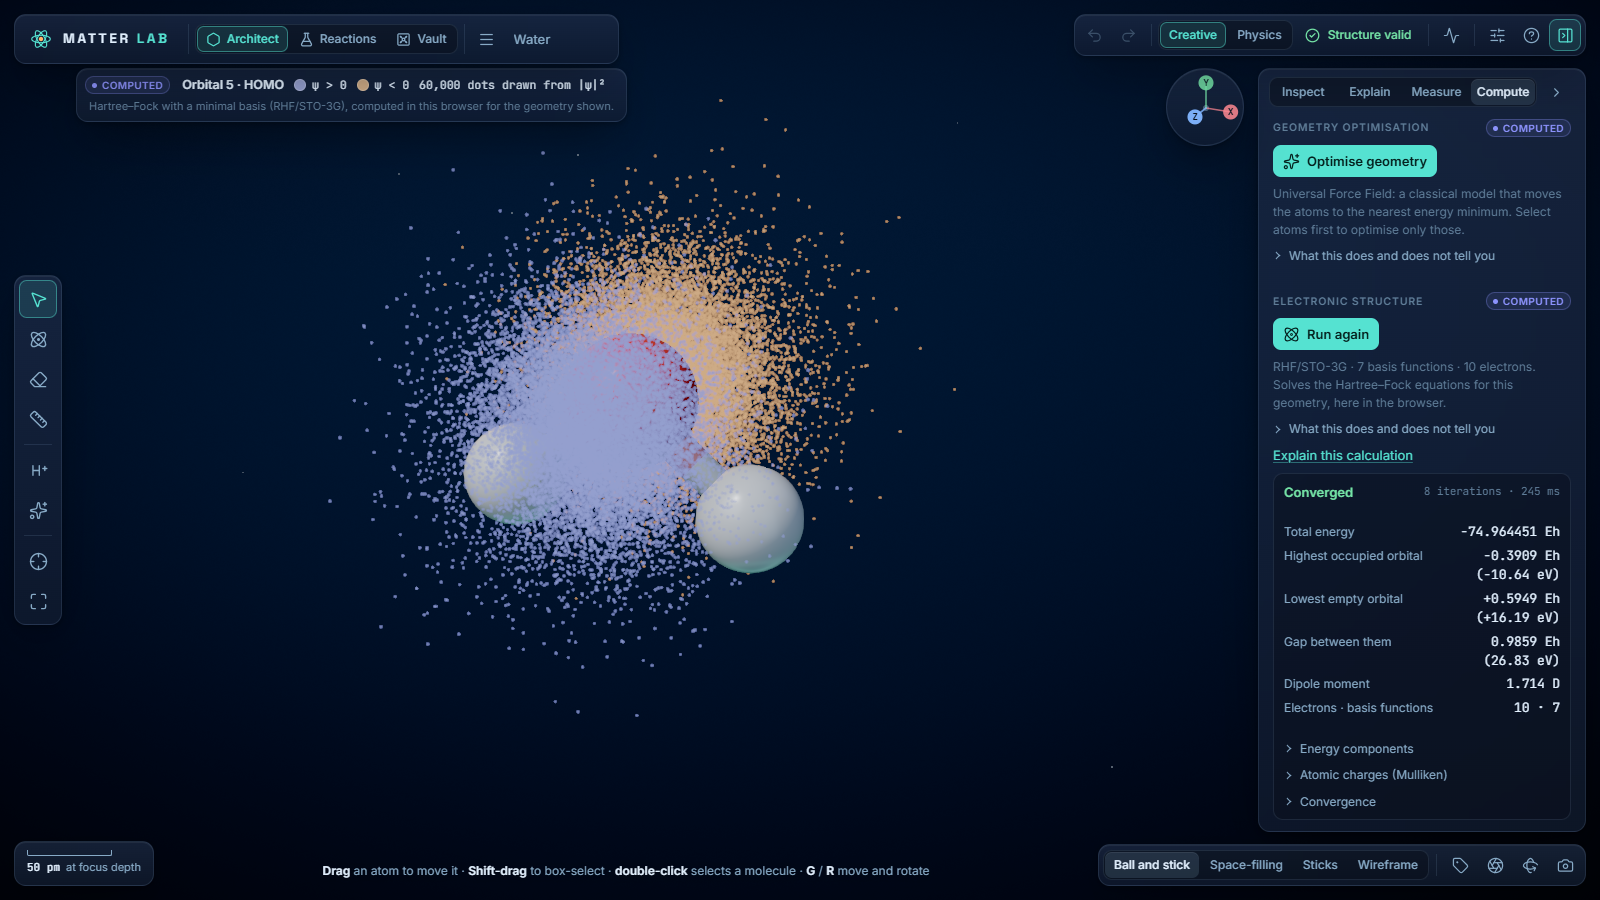 MATTER LAB
Architect
Reactions
Vault
Water
Creative
Physics
Structure valid
COMPUTED
Orbital 5 · HOMO
ψ > 0
ψ < 0
60,000 dots drawn from |ψ|²
Hartree–Fock with a minimal basis (RHF/STO-3G), computed in this browser for the geometry shown.
Y
X
Z
Inspect
Explain
Measure
Compute
GEOMETRY OPTIMISATION
COMPUTED
Optimise geometry
Universal Force Field: a classical model that moves
the atoms to the nearest energy minimum. Select
atoms first to optimise only those.
What this does and does not tell you
ELECTRONIC STRUCTURE
COMPUTED
Run again
RHF/STO-3G · 7 basis functions · 10 electrons.
Solves the Hartree–Fock equations for this
geometry, here in the browser.
What this does and does not tell you
Explain this calculation
Converged
8 iterations · 245 ms
Total energy
-74.964451 Eh
Highest occupied orbital
-0.3909 Eh
(-10.64 eV)
Lowest empty orbital
+0.5949 Eh
(+16.19 eV)
Gap between them
0.9859 Eh
(26.83 eV)
Dipole moment
1.714 D
Electrons · basis functions
10 · 7
Energy components
Atomic charges (Mulliken)
Convergence
H+
50 pm at focus depth
Drag an atom to move it · Shift-drag to box-select · double-click selects a molecule · G / R move and rotate
Ball and stick
Space-filling
Sticks
Wireframe